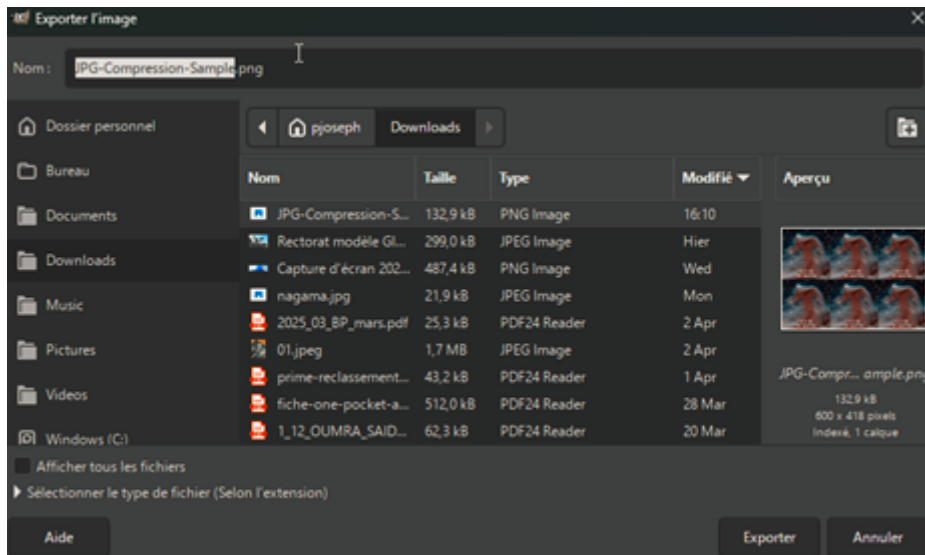 Exporter l'image
Nom :
JPG-Compression-Sample.png
Dossier personnel
Bureau
Documents
Downloads
Music
Pictures
Videos
Windows (C:)
pjoseph Downloads
Nom Taille Type Modifié
JPG-Compression-S... 132,9 kB PNG Image 16:10
Rectorat modèle Gl... 299,0 kB JPEG Image Hier
Capture d'écran 202... 487,4 kB PNG Image Wed
nagama.jpg 21,9 kB JPEG Image Mon
2025_03_BP_mars.pdf 25,3 kB PDF24 Reader 2 Apr
01.jpeg 1,7 MB JPEG Image 2 Apr
prime-reclassement... 43,2 kB PDF24 Reader 1 Apr
fiche-one-pocket-a... 512,0 kB PDF24 Reader 28 Mar
1_12_OUMRA_SAID... 62,3 kB PDF24 Reader 20 Mar
Aperçu
JPG-Compr... ample.png
132,9 kB
600 x 418 pixels
Indexé, 1 calque
Afficher tous les fichiers
Sélectionner le type de fichier (Selon l'extension)
Aide
Exporter
Annuler